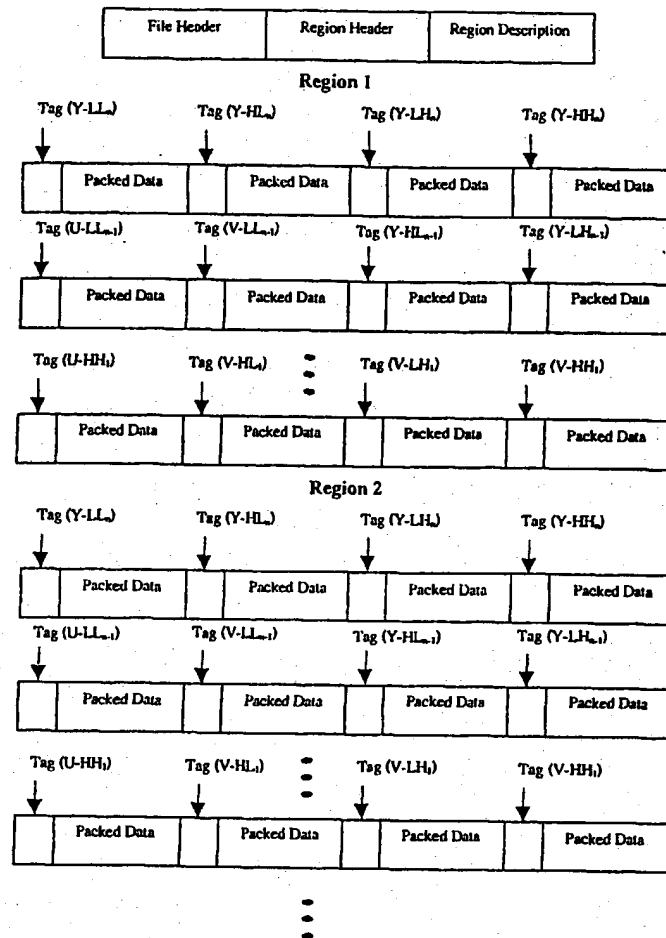 File Header Region Header Region Description
Region 1
Tag (Y-LLₙ) Tag (Y-HLₙ) Tag (Y-LHₙ) Tag (Y-HHₙ)
Packed Data Packed Data Packed Data Packed Data
Tag (U-LLₙ₋₁) Tag (V-LLₙ₋₁) Tag (Y-HLₙ₋₁) Tag (Y-LHₙ₋₁)
Packed Data Packed Data Packed Data Packed Data
Tag (U-HH₁) Tag (V-HL₁) Tag (V-LH₁) Tag (V-HH₁)
Packed Data Packed Data Packed Data Packed Data
Region 2
Tag (Y-LLₙ) Tag (Y-HLₙ) Tag (Y-LHₙ) Tag (Y-HHₙ)
Packed Data Packed Data Packed Data Packed Data
Tag (U-LLₙ₋₁) Tag (V-LLₙ₋₁) Tag (Y-HLₙ₋₁) Tag (Y-LHₙ₋₁)
Packed Data Packed Data Packed Data Packed Data
Tag (U-HH₁) Tag (V-HL₁) Tag (V-LH₁) Tag (V-HH₁)
Packed Data Packed Data Packed Data Packed Data